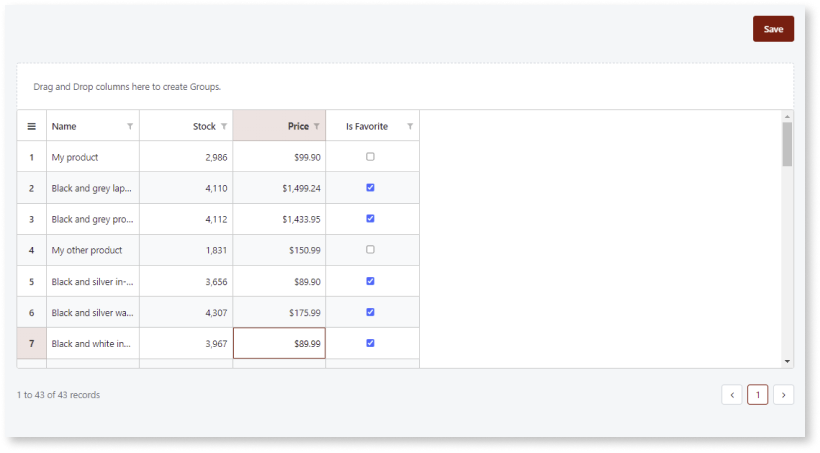 Save
Drag and Drop columns here to create Groups.
Name Stock Price Is Favorite
1 My product 2,986 $99.90
2 Black and grey lap... 4,110 $1,499.24
3 Black and grey pro... 4,112 $1,433.95
4 My other product 1,831 $150.99
5 Black and silver in-... 3,656 $89.90
6 Black and silver wa... 4,307 $175.99
7 Black and white in... 3,967 $89.99
1 to 43 of 43 records
1